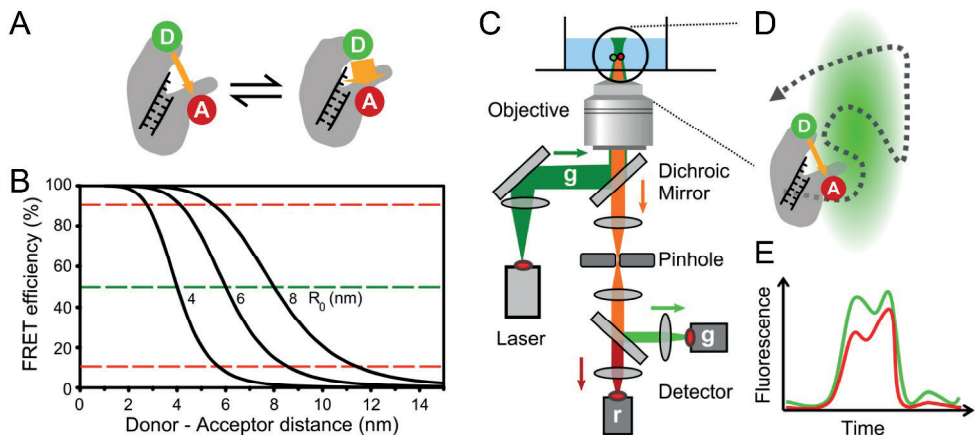 A
D
A
D
A
B
FRET efficiency (%)
100
80
60
40
20
0
4
6
8
R₀ (nm)
0
2
4
6
8
10
12
14
Donor - Acceptor distance (nm)
C
Objective
g
Dichroic
Mirror
Pinhole
Laser
g
Detector
r
D
D
A
E
Fluorescence
Time